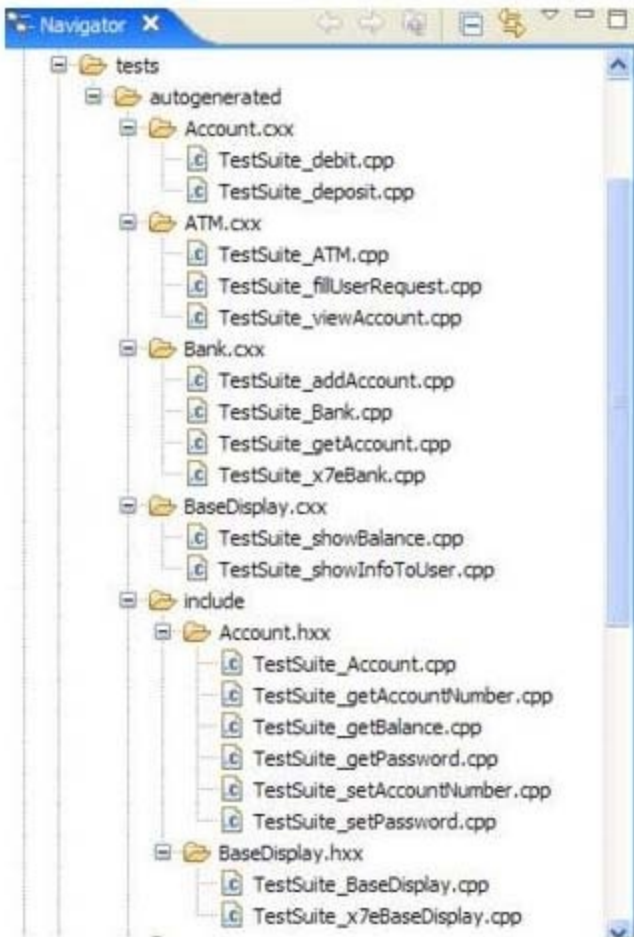 Navigator
tests
autogenerated
Account.cxx
TestSuite_debit.cpp
TestSuite_deposit.cpp
ATM.cxx
TestSuite_ATM.cpp
TestSuite_fillUserRequest.cpp
TestSuite_viewAccount.cpp
Bank.cxx
TestSuite_addAccount.cpp
TestSuite_Bank.cpp
TestSuite_getAccount.cpp
TestSuite_x7eBank.cpp
BaseDisplay.cxx
TestSuite_showBalance.cpp
TestSuite_showInfoToUser.cpp
include
Account.hxx
TestSuite_Account.cpp
TestSuite_getAccountNumber.cpp
TestSuite_getBalance.cpp
TestSuite_getPassword.cpp
TestSuite_setAccountNumber.cpp
TestSuite_setPassword.cpp
BaseDisplay.hxx
TestSuite_BaseDisplay.cpp
TestSuite_x7eBaseDisplay.cpp